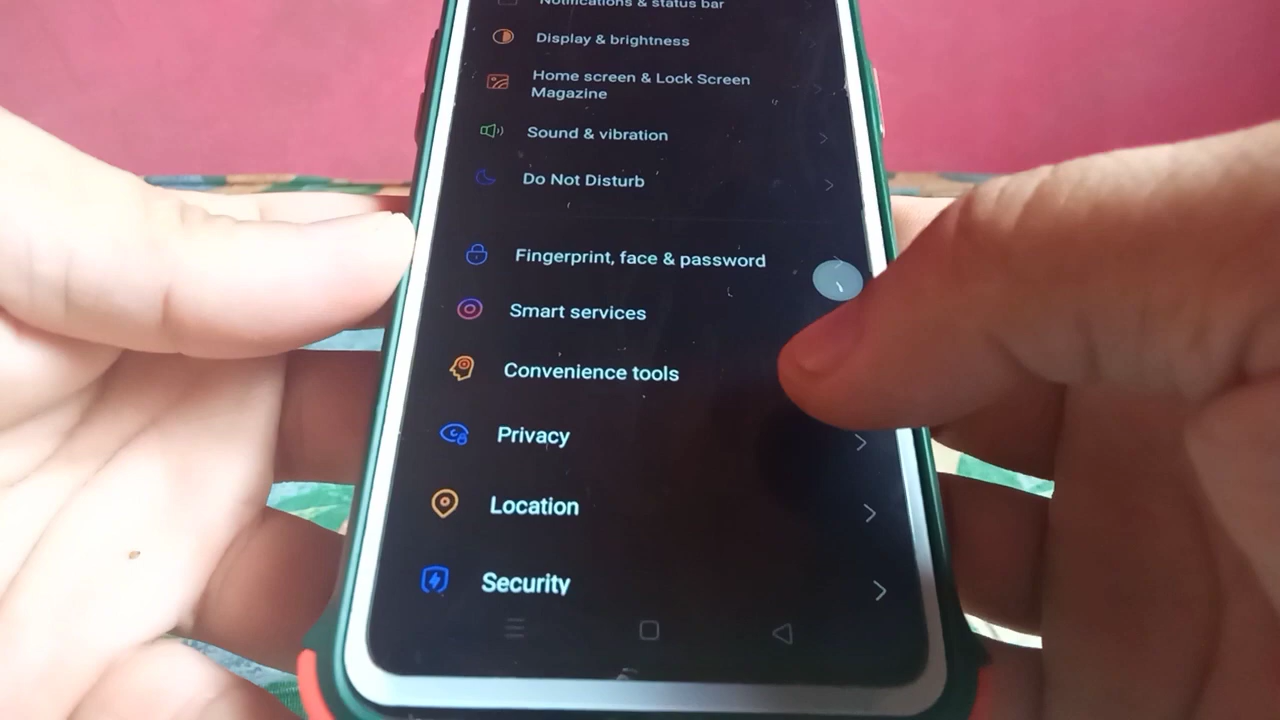 Notifications & status bar
Display & brightness
Home screen & Lock Screen
Magazine
Sound & vibration
Do Not Disturb
Fingerprint, face & password
Smart services
Convenience tools
Privacy
Location
Security